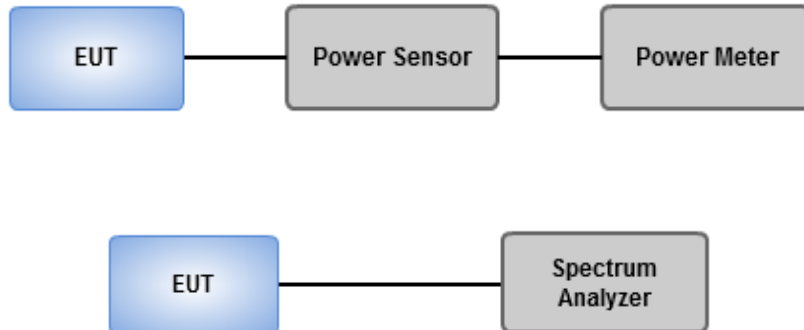 EUT
Power Sensor
Power Meter
EUT
Spectrum
Analyzer